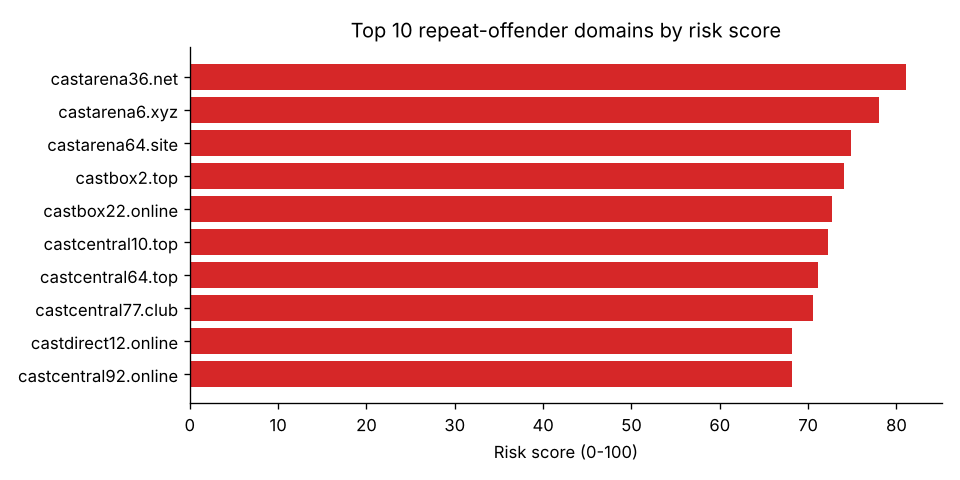 Top 10 repeat-offender domains by risk score
castarena36.net
castarena6.xyz
castarena64.site
castbox2.top
castbox22.online
castcentral10.top
castcentral64.top
castcentral77.club
castdirect12.online
castcentral92.online
0 10 20 30 40 50 60 70 80
Risk score (0-100)